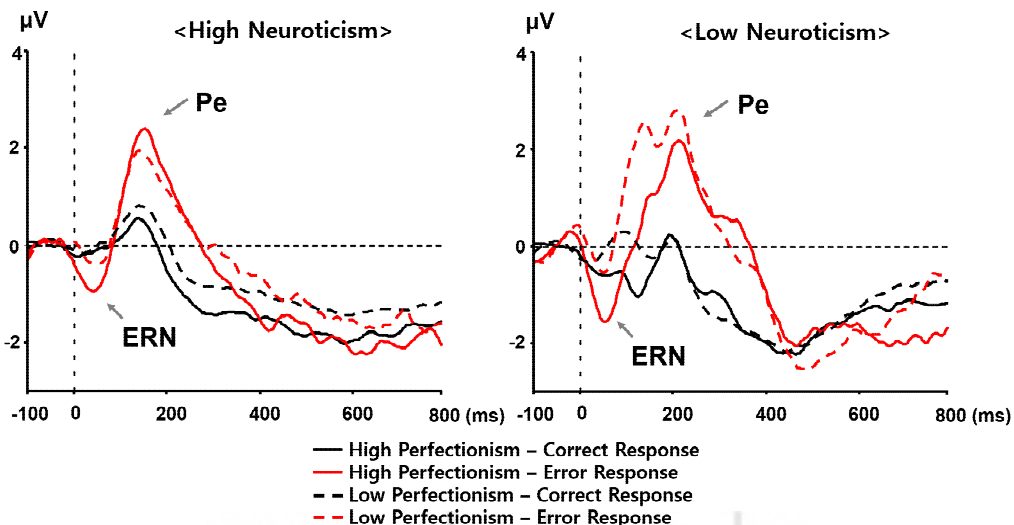 μV
<High Neuroticism>
4
2
0
-2
Pe
ERN
-100 0 200 400 600 800 (ms)
μV
<Low Neuroticism>
4
2
0
-2
Pe
ERN
-100 0 200 400 600 800 (ms)
High Perfectionism – Correct Response
High Perfectionism – Error Response
Low Perfectionism – Correct Response
Low Perfectionism – Error Response